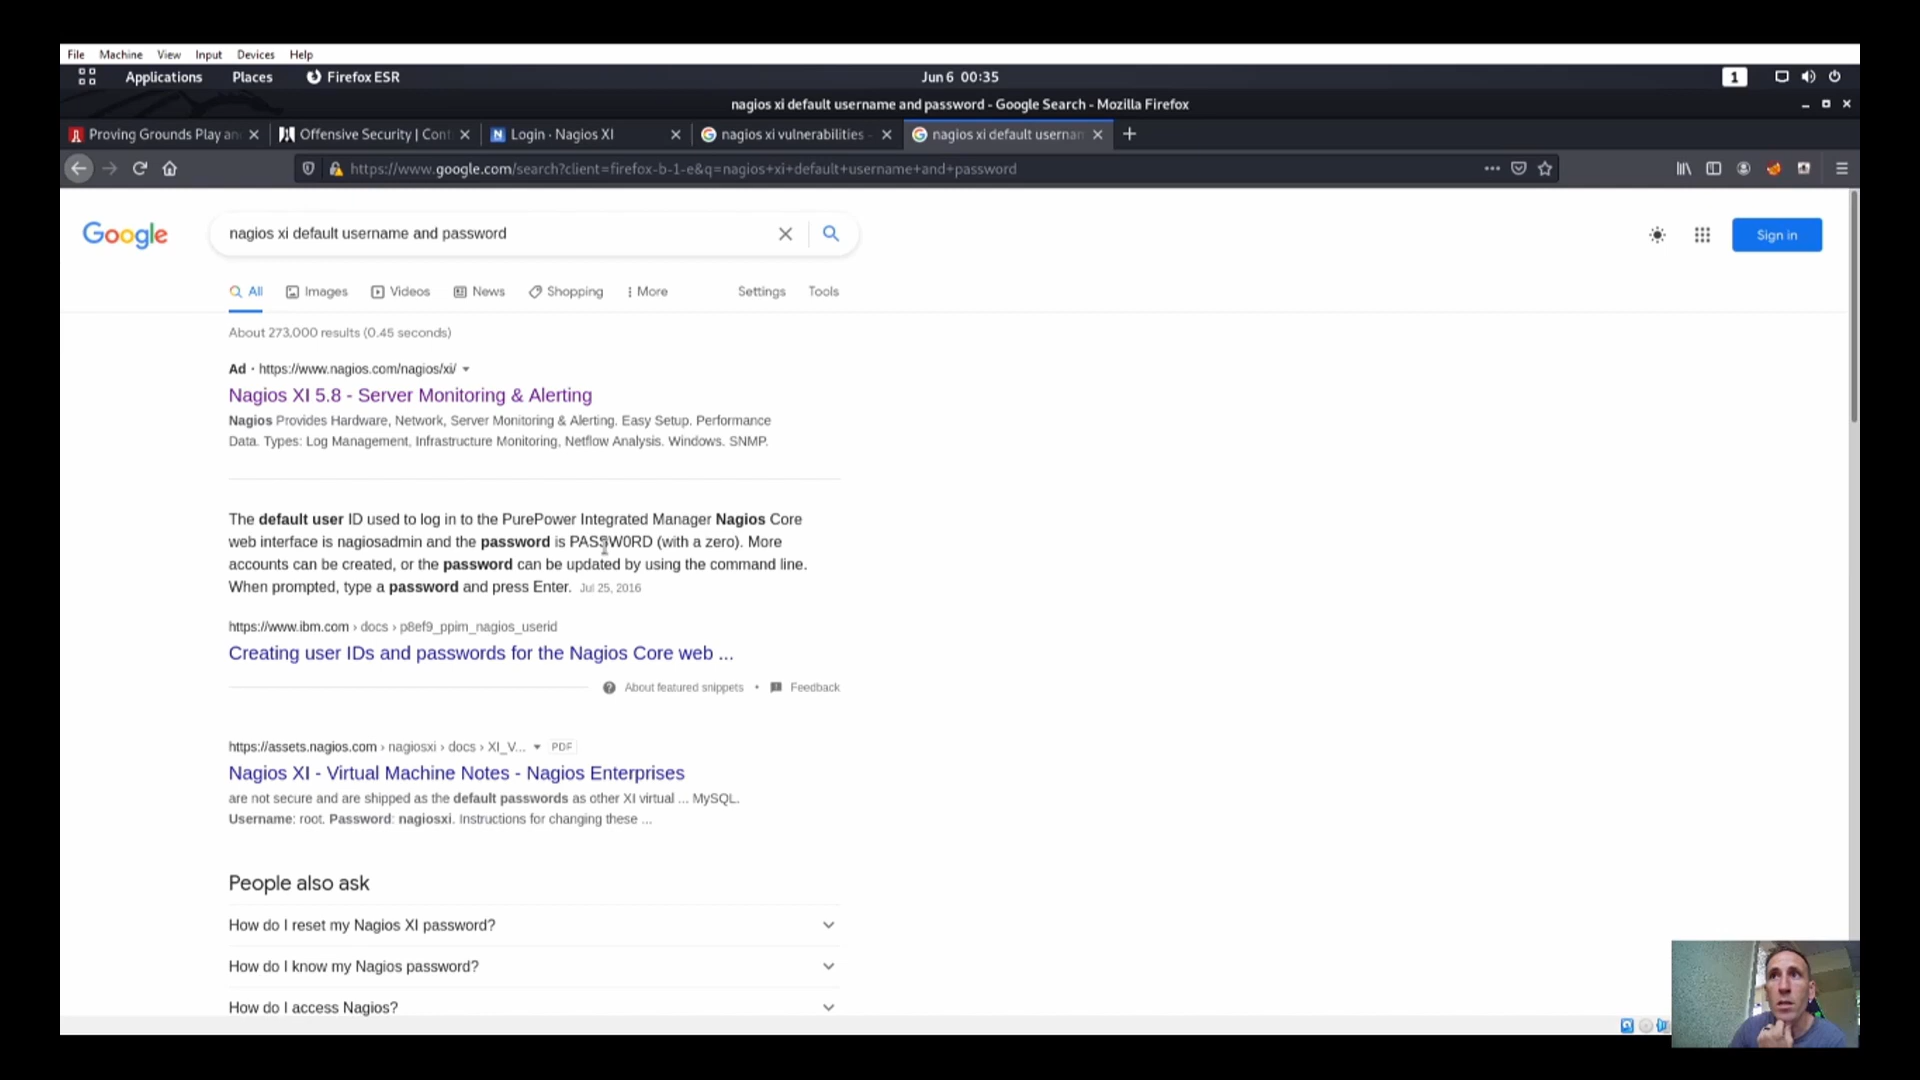 File Machine View Input Devices Help
Applications Places Firefox ESR Jun 6 00:35 1
nagios xi default username and password - Google Search - Mozilla Firefox
Proving Grounds Play an Offensive Security | Cont Login · Nagios XI nagios xi vulnerabilities - nagios xi default usernam
https://www.google.com/search?client=firefox-b-1-e&q=nagios+xi+default+username+and+password
Google nagios xi default username and password Sign in
All Images Videos News Shopping More Settings Tools
About 273,000 results (0.45 seconds)
Ad · https://www.nagios.com/nagios/xi/
Nagios XI 5.8 - Server Monitoring & Alerting
Nagios Provides Hardware, Network, Server Monitoring & Alerting. Easy Setup. Performance
Data. Types: Log Management, Infrastructure Monitoring, Netflow Analysis. Windows. SNMP.
The default user ID used to log in to the PurePower Integrated Manager Nagios Core
web interface is nagiosadmin and the password is PASSW0RD (with a zero). More
accounts can be created, or the password can be updated by using the command line.
When prompted, type a password and press Enter. Jul 25, 2016
https://www.ibm.com › docs › p8ef9_ppim_nagios_userid
Creating user IDs and passwords for the Nagios Core web ...
About featured snippets • Feedback
https://assets.nagios.com › nagiosxi › docs › XI_V... PDF
Nagios XI - Virtual Machine Notes - Nagios Enterprises
are not secure and are shipped as the default passwords as other XI virtual ... MySQL.
Username: root. Password: nagiosxi. Instructions for changing these ...
People also ask
How do I reset my Nagios XI password?
How do I know my Nagios password?
How do I access Nagios?